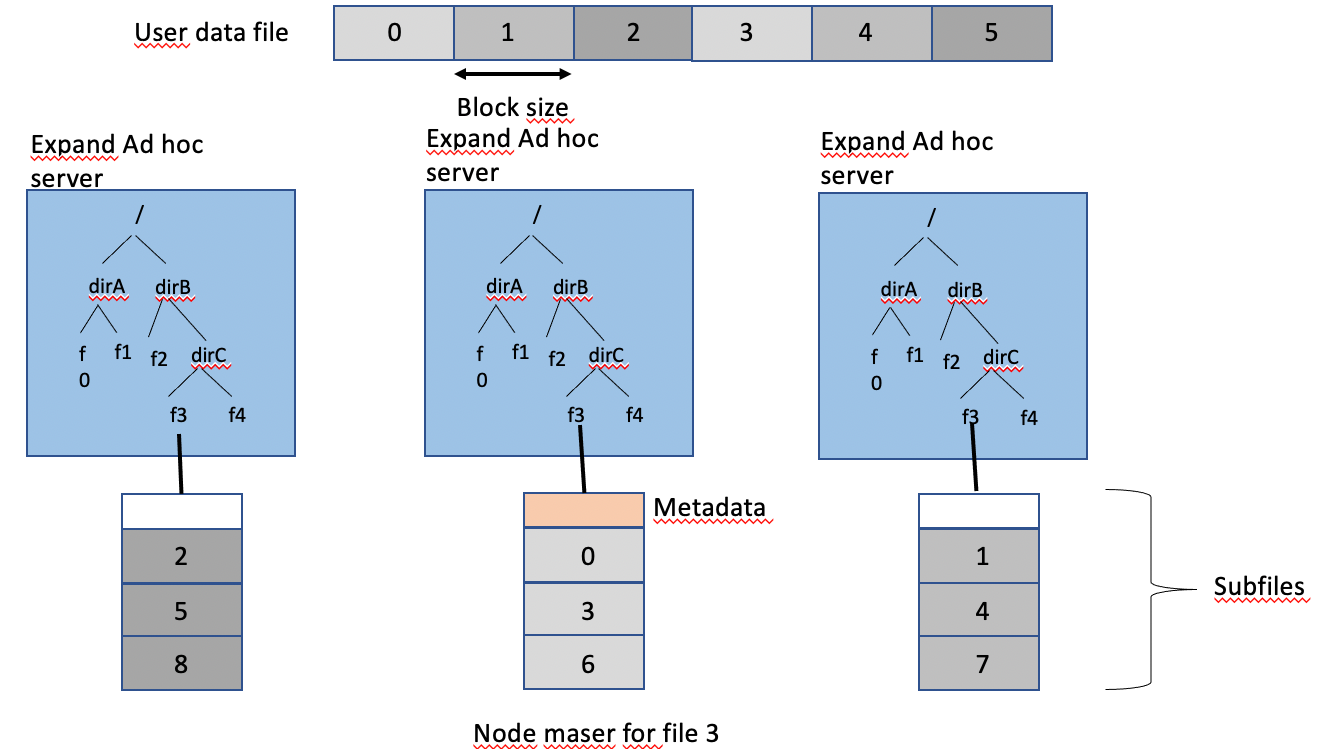 User data file
0 1 2 3 4 5
Block size
Expand Ad hoc
server
Expand Ad hoc
server
Expand Ad hoc
server
/
dirA dirB
f
0
f1 f2 dirC
f3 f4
/
dirA dirB
f
0
f1 f2 dirC
f3 f4
/
dirA dirB
f
0
f1 f2 dirC
f3 f4
2
5
8
Metadata
0
3
6
1
4
7
Subfiles
Node maser for file 3